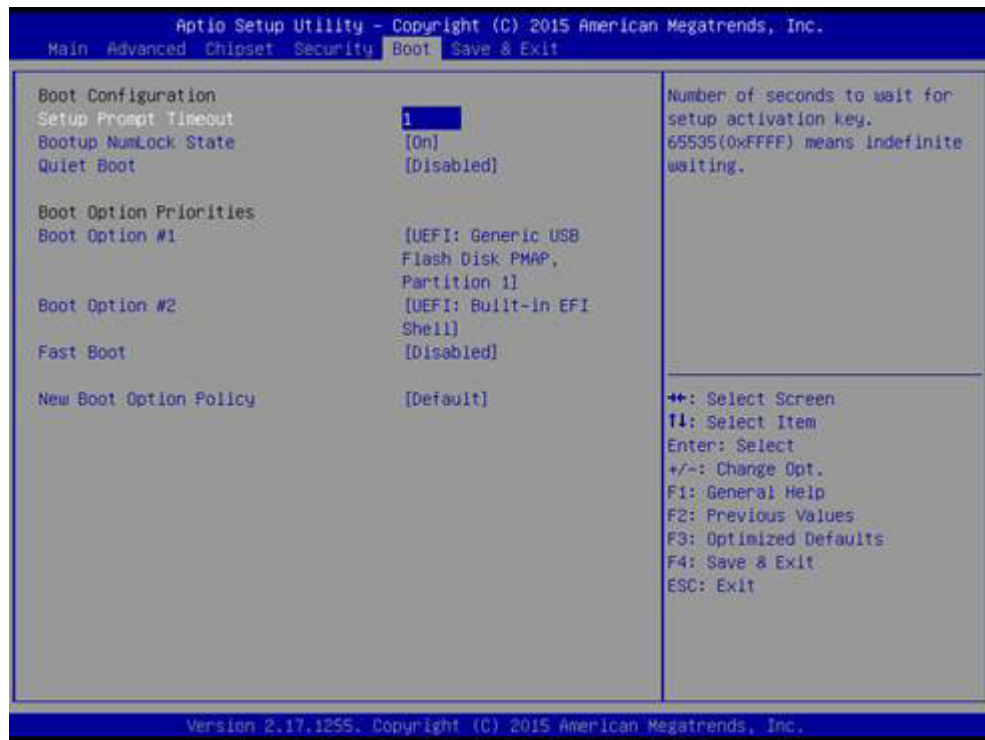 Aptio Setup Utility – Copyright (C) 2015 American Megatrends, Inc.
Main Advanced Chipset Security Boot Save & Exit
Boot Configuration
Setup Prompt Timeout 1
Bootup NumLock State [On]
Quiet Boot [Disabled]
Boot Option Priorities
Boot Option #1 [UEFI: Generic USB
Flash Disk PMAP,
Partition 1]
Boot Option #2 [UEFI: Built-in EFI
Shell]
Fast Boot [Disabled]
New Boot Option Policy [Default]
Number of seconds to wait for
setup activation key.
65535(0xFFFF) means indefinite
waiting.
→←: Select Screen
↑↓: Select Item
Enter: Select
+/-: Change Opt.
F1: General Help
F2: Previous Values
F3: Optimized Defaults
F4: Save & Exit
ESC: Exit
Version 2.17.1255. Copyright (C) 2015 American Megatrends, Inc.